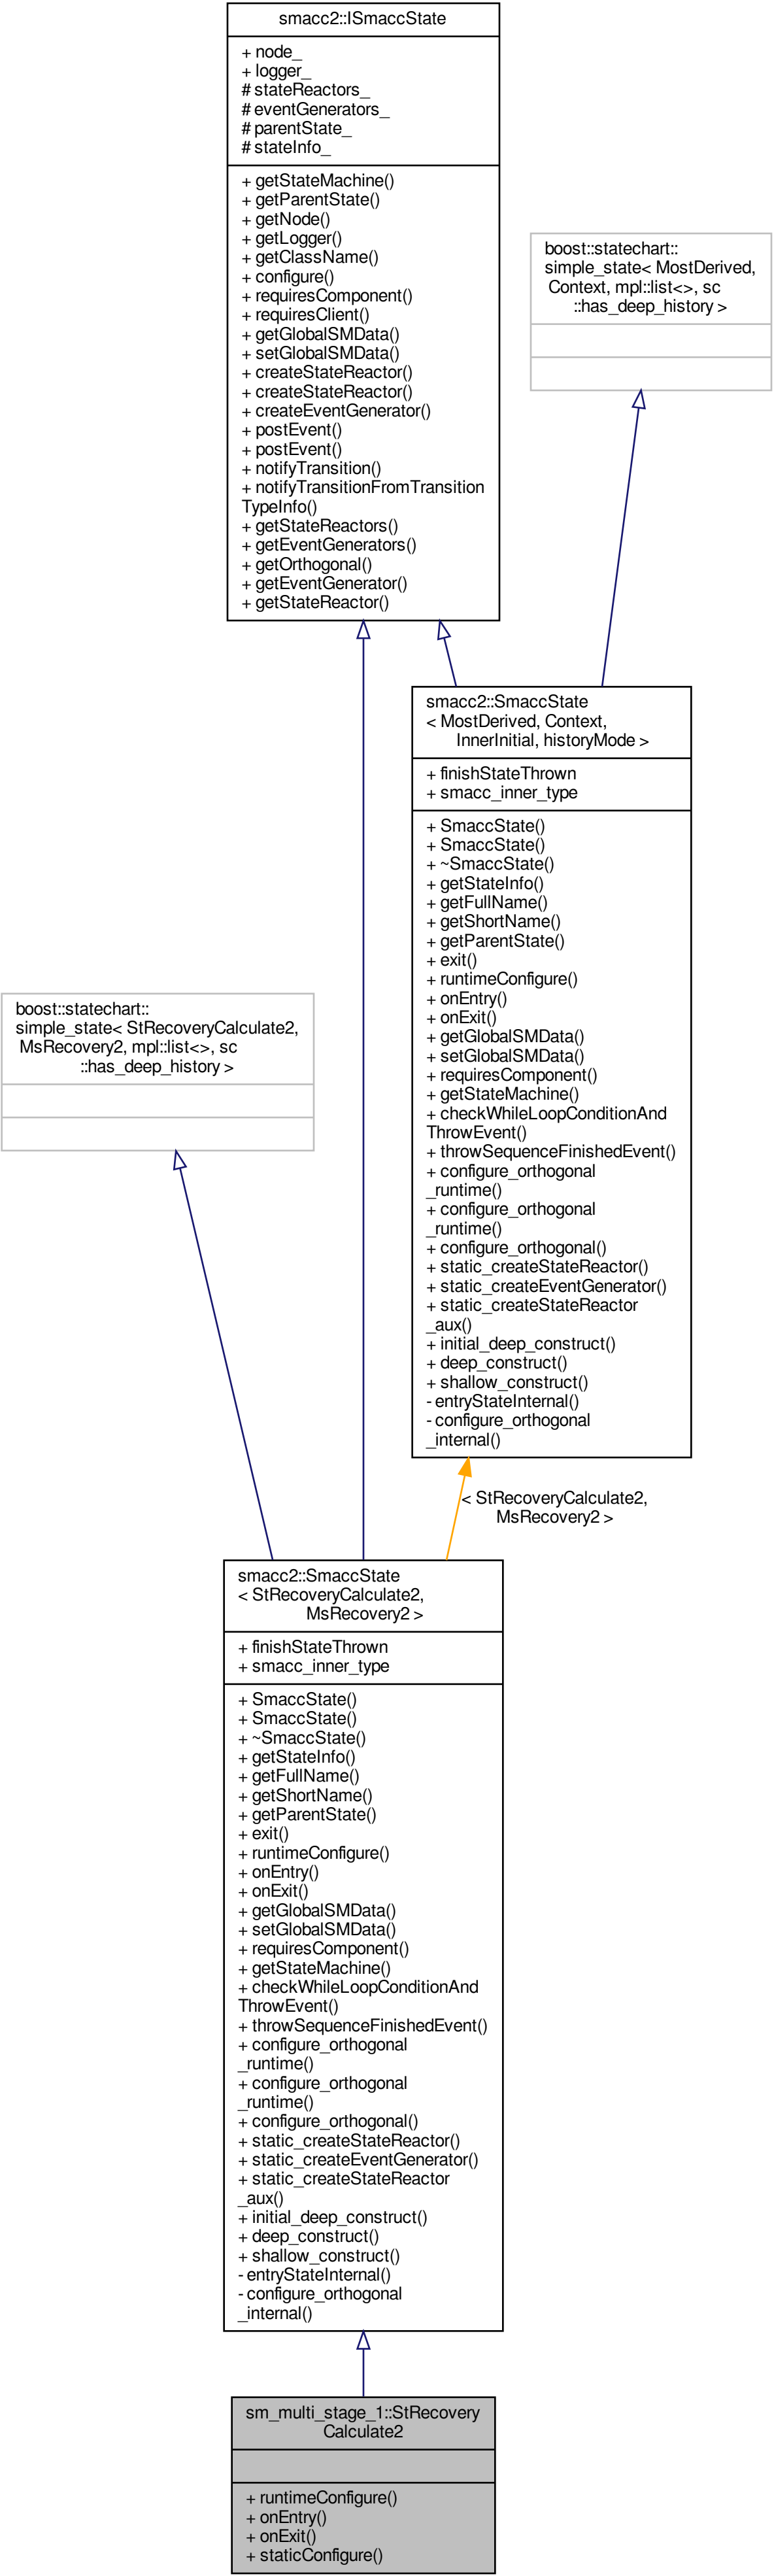 smacc2::ISmaccState
+ node_
+ logger_
# stateReactors_
# eventGenerators_
# parentState_
# stateInfo_
+ getStateMachine()
+ getParentState()
+ getNode()
+ getLogger()
+ getClassName()
+ configure()
+ requiresComponent()
+ requiresClient()
+ getGlobalSMData()
+ setGlobalSMData()
+ createStateReactor()
+ createStateReactor()
+ createEventGenerator()
+ postEvent()
+ postEvent()
+ notifyTransition()
+ notifyTransitionFromTransition
TypeInfo()
+ getStateReactors()
+ getEventGenerators()
+ getOrthogonal()
+ getEventGenerator()
+ getStateReactor()
boost::statechart::
simple_state< MostDerived,
Context, mpl::list<>, sc
::has_deep_history >
smacc2::SmaccState
< MostDerived, Context,
InnerInitial, historyMode >
+ finishStateThrown
+ smacc_inner_type
+ SmaccState()
+ SmaccState()
+ ~SmaccState()
+ getStateInfo()
+ getFullName()
+ getShortName()
+ getParentState()
+ exit()
+ runtimeConfigure()
+ onEntry()
+ onExit()
+ getGlobalSMData()
+ setGlobalSMData()
+ requiresComponent()
+ getStateMachine()
+ checkWhileLoopConditionAnd
ThrowEvent()
+ throwSequenceFinishedEvent()
+ configure_orthogonal
_runtime()
+ configure_orthogonal
_runtime()
+ configure_orthogonal()
+ static_createStateReactor()
+ static_createEventGenerator()
+ static_createStateReactor
_aux()
+ initial_deep_construct()
+ deep_construct()
+ shallow_construct()
- entryStateInternal()
- configure_orthogonal
_internal()
boost::statechart::
simple_state< StRecoveryCalculate2,
MsRecovery2, mpl::list<>, sc
::has_deep_history >
< StRecoveryCalculate2,
MsRecovery2 >
smacc2::SmaccState
< StRecoveryCalculate2,
MsRecovery2 >
+ finishStateThrown
+ smacc_inner_type
+ SmaccState()
+ SmaccState()
+ ~SmaccState()
+ getStateInfo()
+ getFullName()
+ getShortName()
+ getParentState()
+ exit()
+ runtimeConfigure()
+ onEntry()
+ onExit()
+ getGlobalSMData()
+ setGlobalSMData()
+ requiresComponent()
+ getStateMachine()
+ checkWhileLoopConditionAnd
ThrowEvent()
+ throwSequenceFinishedEvent()
+ configure_orthogonal
_runtime()
+ configure_orthogonal
_runtime()
+ configure_orthogonal()
+ static_createStateReactor()
+ static_createEventGenerator()
+ static_createStateReactor
_aux()
+ initial_deep_construct()
+ deep_construct()
+ shallow_construct()
- entryStateInternal()
- configure_orthogonal
_internal()
sm_multi_stage_1::StRecovery
Calculate2
+ runtimeConfigure()
+ onEntry()
+ onExit()
+ staticConfigure()